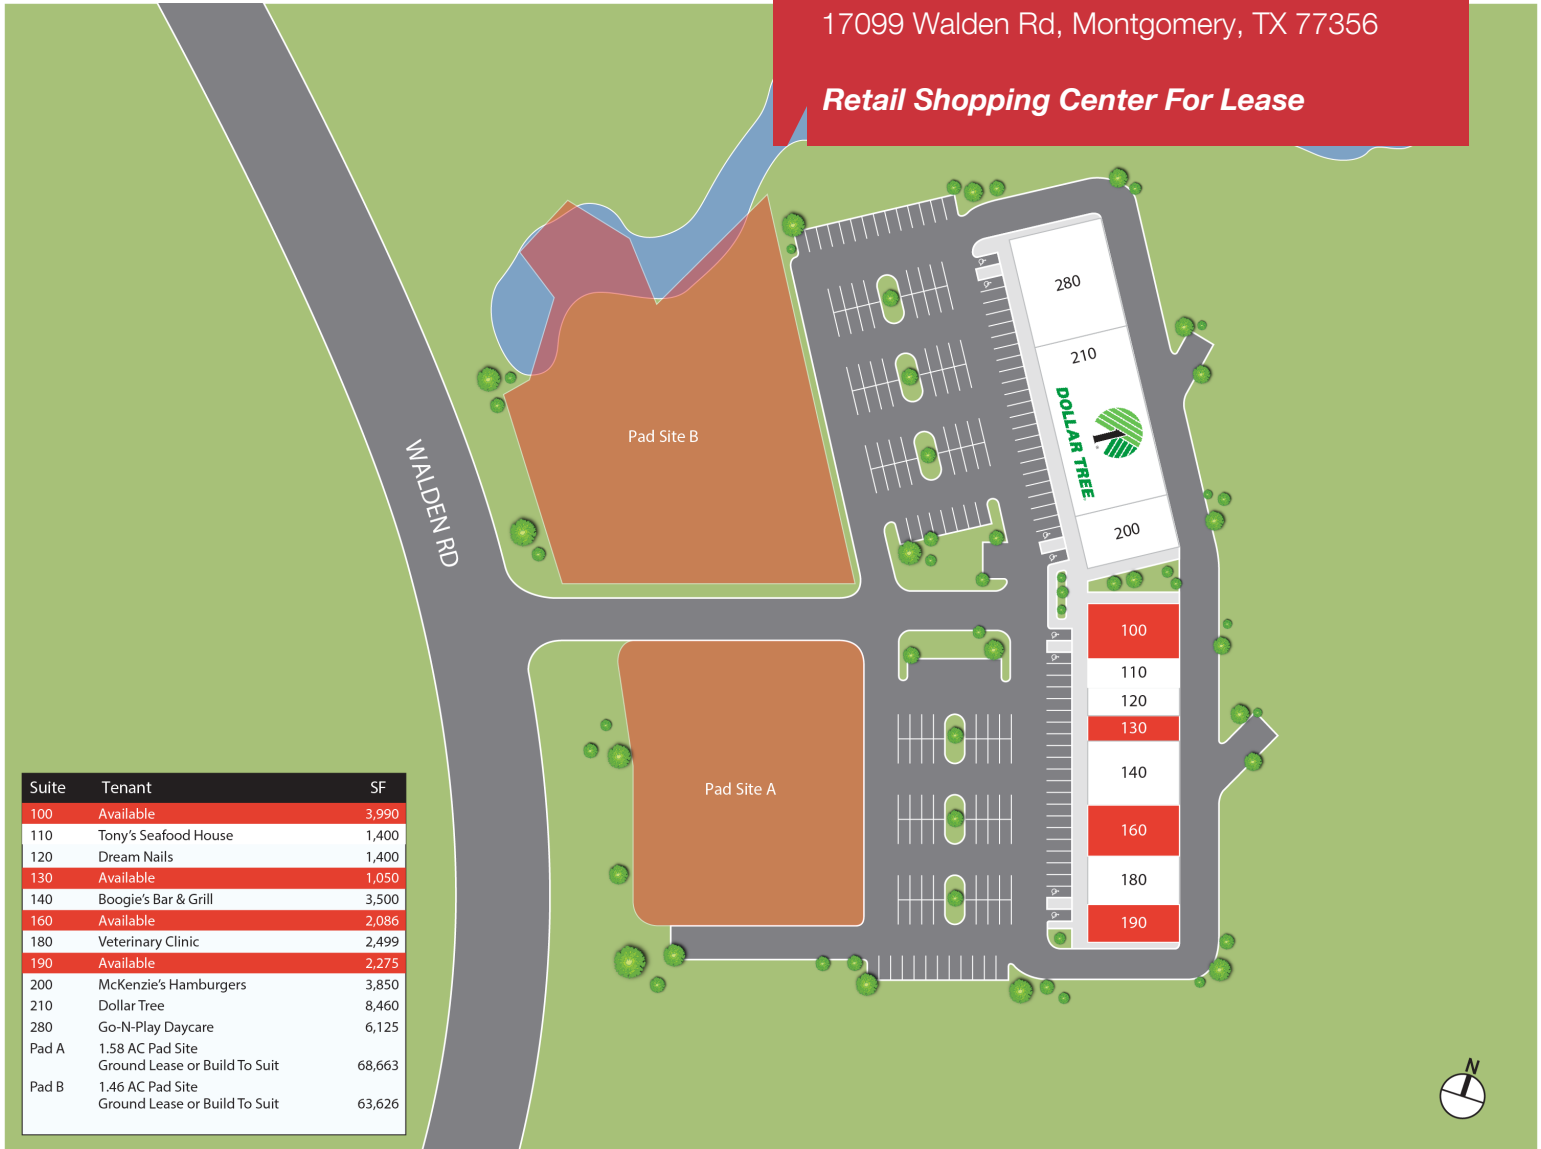 17099 Walden Rd, Montgomery, TX 77356
Retail Shopping Center For Lease
280
210
DOLLAR TREE
200
Pad Site B
WALDEN RD
100
110
120
130
140
160
180
190
Pad Site A
Suite Tenant SF
100 Available 3,990
110 Tony's Seafood House 1,400
120 Dream Nails 1,400
130 Available 1,050
140 Boogie's Bar & Grill 3,500
160 Available 2,086
180 Veterinary Clinic 2,499
190 Available 2,275
200 McKenzie's Hamburgers 3,850
210 Dollar Tree 8,460
280 Go-N-Play Daycare 6,125
Pad A 1.58 AC Pad Site
Ground Lease or Build To Suit 68,663
Pad B 1.46 AC Pad Site
Ground Lease or Build To Suit 63,626
N